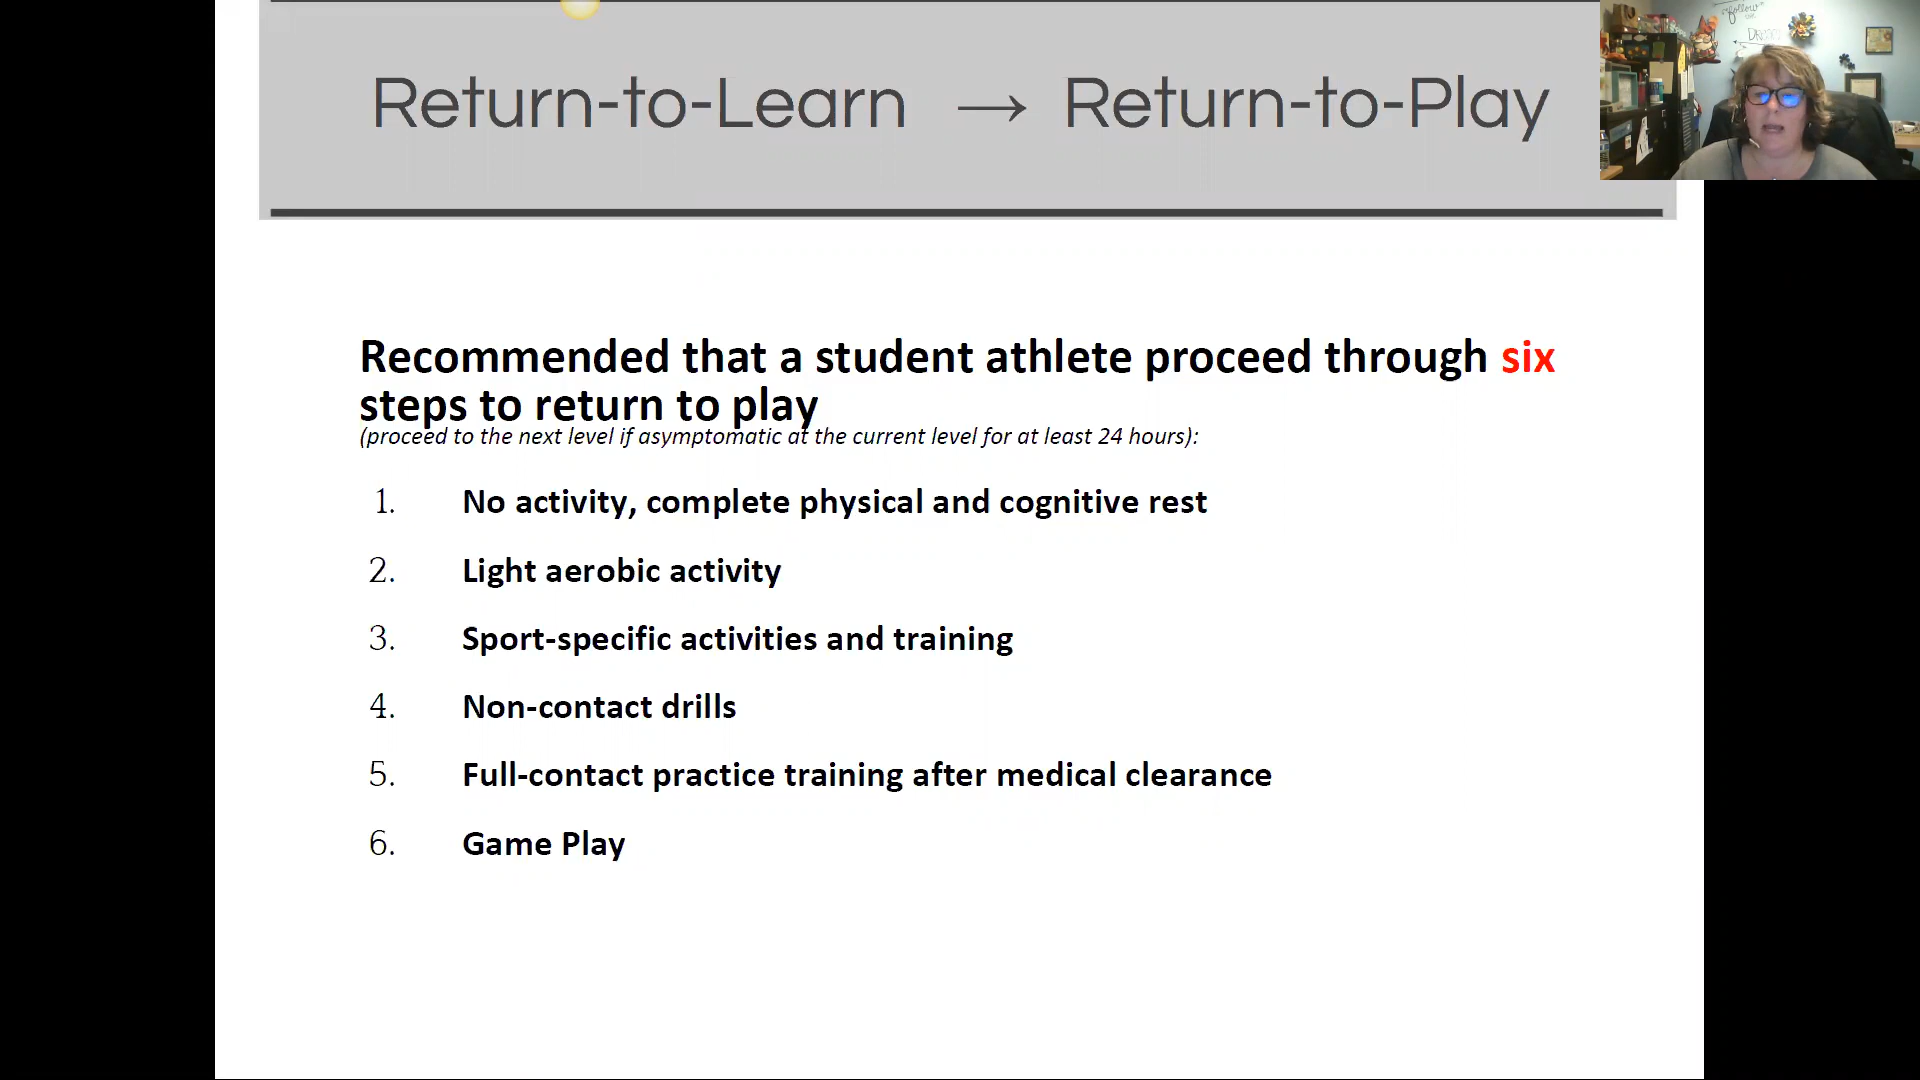 Return-to-Learn → Return-to-Play
follow
Recommended that a student athlete proceed through six
steps to return to play
(proceed to the next level if asymptomatic at the current level for at least 24 hours):
1. No activity, complete physical and cognitive rest
2. Light aerobic activity
3. Sport-specific activities and training
4. Non-contact drills
5. Full-contact practice training after medical clearance
6. Game Play